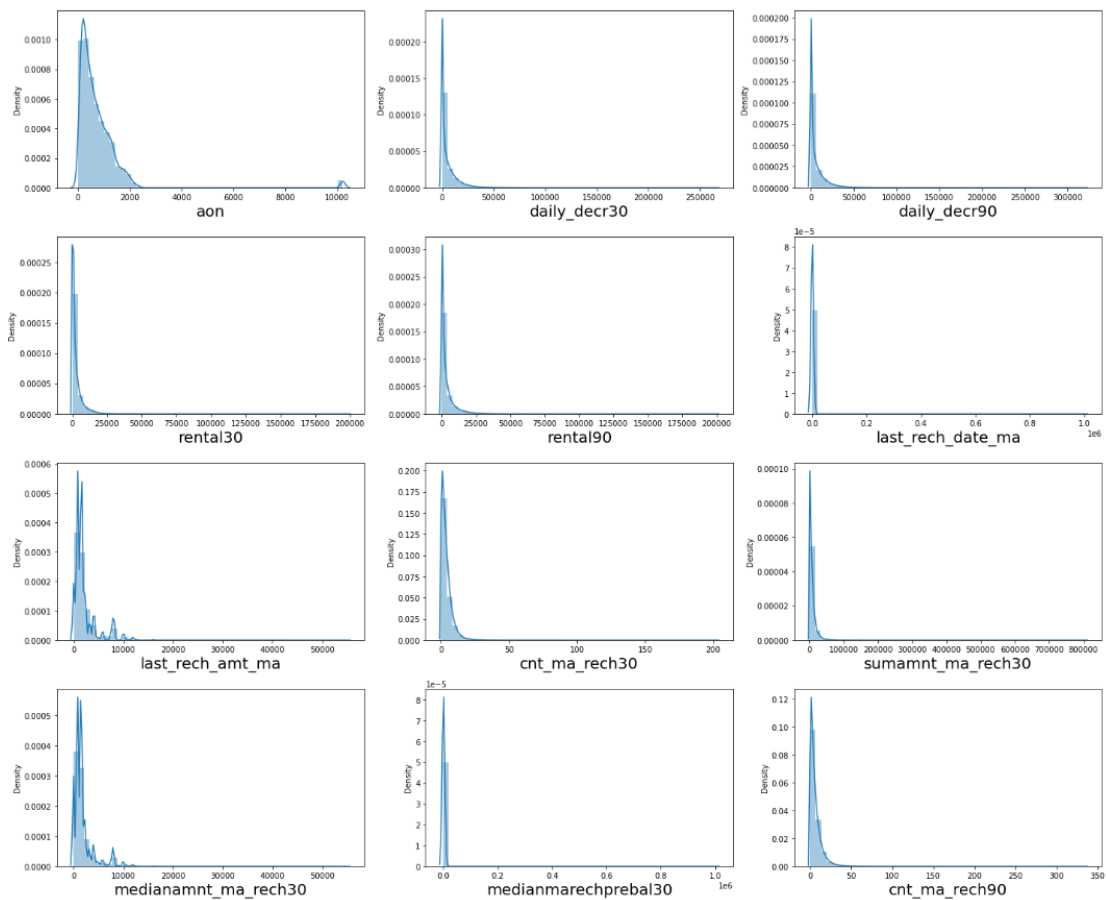 0.0010
0.0008
0.0006
0.0004
0.0002
0.0000
Density
0 2000 4000 6000 8000 10000
aon
0.00020
0.00015
0.00010
0.00005
0.00000
Density
0 50000 100000 150000 200000 250000
daily_decr30
0.000200
0.000175
0.000150
0.000125
0.000100
0.000075
0.000050
0.000025
0.000000
Density
0 50000 100000 150000 200000 250000 300000
daily_decr90
0.00025
0.00020
0.00015
0.00010
0.00005
0.00000
Density
0 25000 50000 75000 100000 125000 150000 175000 200000
rental30
0.00030
0.00025
0.00020
0.00015
0.00010
0.00005
0.00000
Density
0 25000 50000 75000 100000 125000 150000 175000 200000
rental90
1e-5
8
7
6
5
4
3
2
1
0
Density
0.0 0.2 0.4 0.6 0.8 1.0
1e6
last_rech_date_ma
0.0006
0.0005
0.0004
0.0003
0.0002
0.0001
0.0000
Density
0 10000 20000 30000 40000 50000
last_rech_amt_ma
0.200
0.175
0.150
0.125
0.100
0.075
0.050
0.025
0.000
Density
0 50 100 150 200
cnt_ma_rech30
0.00010
0.00008
0.00006
0.00004
0.00002
0.00000
Density
0 100000 200000 300000 400000 500000 600000 700000 800000
sumamnt_ma_rech30
0.0005
0.0004
0.0003
0.0002
0.0001
0.0000
Density
0 10000 20000 30000 40000 50000
medianamnt_ma_rech30
1e-5
8
7
6
5
4
3
2
1
0
Density
0.0 0.2 0.4 0.6 0.8 1.0
1e6
medianmarechprebal30
0.12
0.10
0.08
0.06
0.04
0.02
0.00
Density
0 50 100 150 200 250 300 350
cnt_ma_rech90